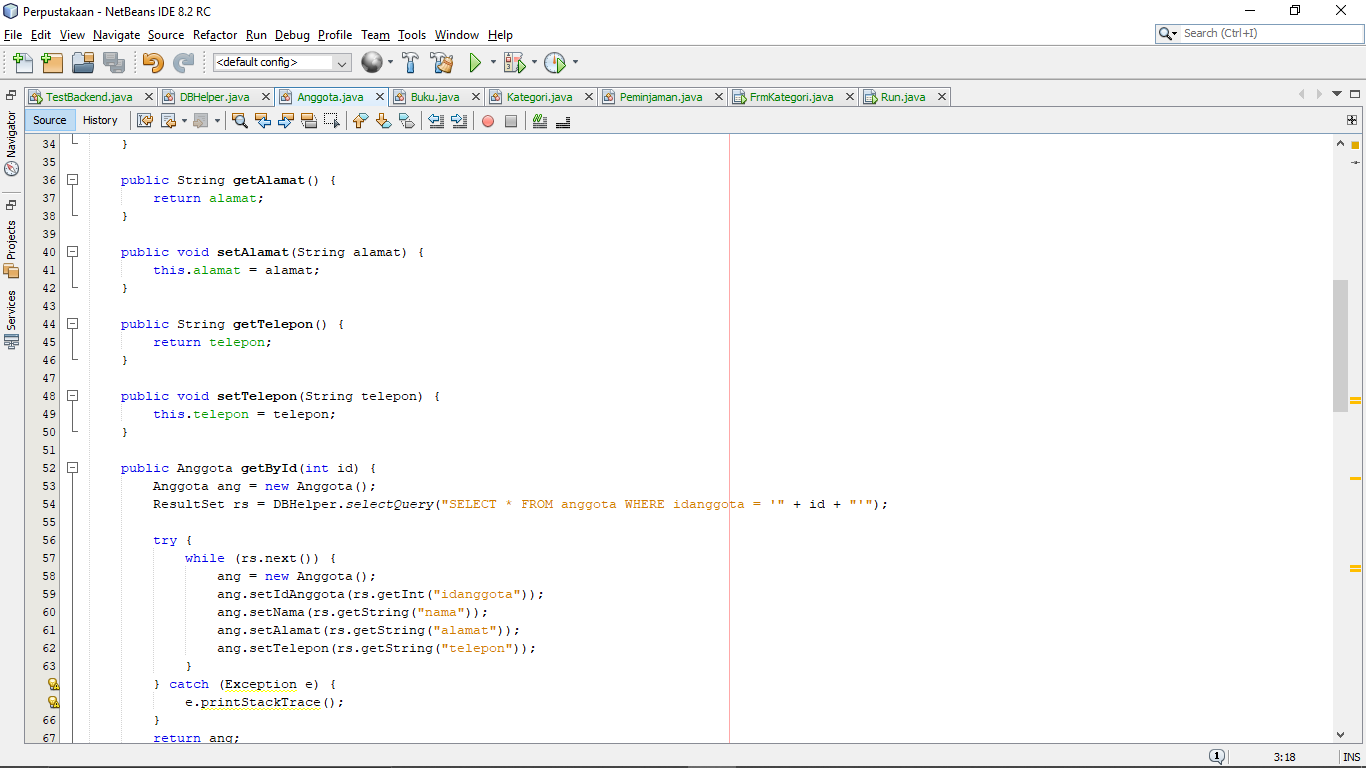 Perpustakaan - NetBeans IDE 8.2 RC
File Edit View Navigate Source Refactor Run Debug Profile Team Tools Window Help
Search (Ctrl+I)
<default config>
TestBackend.java DBHelper.java Anggota.java Buku.java Kategori.java Peminjaman.java FrmKategori.java Run.java
Source History
Navigator
Projects
Services
34 }
35
36 public String getAlamat() {
37 return alamat;
38 }
39
40 public void setAlamat(String alamat) {
41 this.alamat = alamat;
42 }
43
44 public String getTelepon() {
45 return telepon;
46 }
47
48 public void setTelepon(String telepon) {
49 this.telepon = telepon;
50 }
51
52 public Anggota getById(int id) {
53 Anggota ang = new Anggota();
54 ResultSet rs = DBHelper.selectQuery("SELECT * FROM anggota WHERE idanggota = '" + id + "'");
55
56 try {
57 while (rs.next()) {
58 ang = new Anggota();
59 ang.setIdAnggota(rs.getInt("idanggota"));
60 ang.setNama(rs.getString("nama"));
61 ang.setAlamat(rs.getString("alamat"));
62 ang.setTelepon(rs.getString("telepon"));
63 }
} catch (Exception e) {
e.printStackTrace();
66 }
67 return ang;
1 3:18 INS